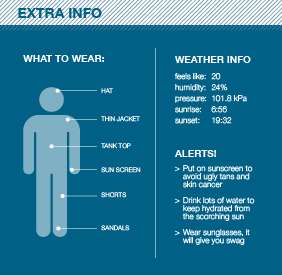 EXTRA INFO
WHAT TO WEAR:
HAT
THIN JACKET
TANK TOP
SUN SCREEN
SHORTS
SANDALS
WEATHER INFO
feels like: 20
humidity: 24%
pressure: 101.8 kPa
sunrise: 6:56
sunset: 19:32
ALERTS!
> Put on sunscreen to
avoid ugly tans and
skin cancer
> Drink lots of water to
keep hydrated from
the scorching sun
> Wear sunglasses, it
will give you swag